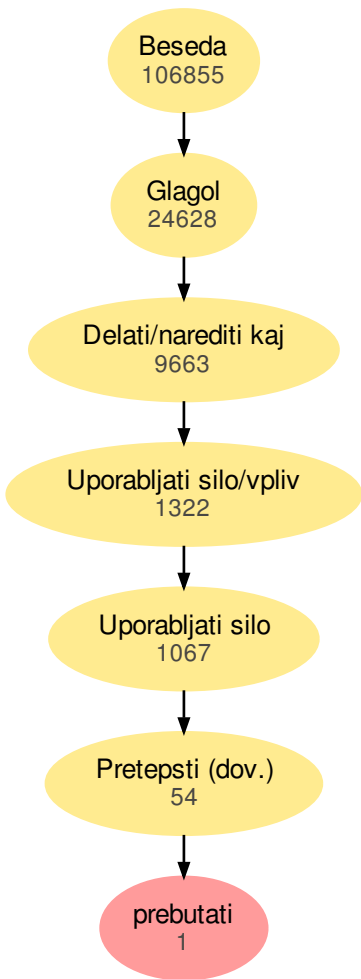 Beseda
106855
Glagol
24628
Delati/narediti kaj
9663
Uporabljati silo/vpliv
1322
Uporabljati silo
1067
Pretepsti (dov.)
54
prebutati
1